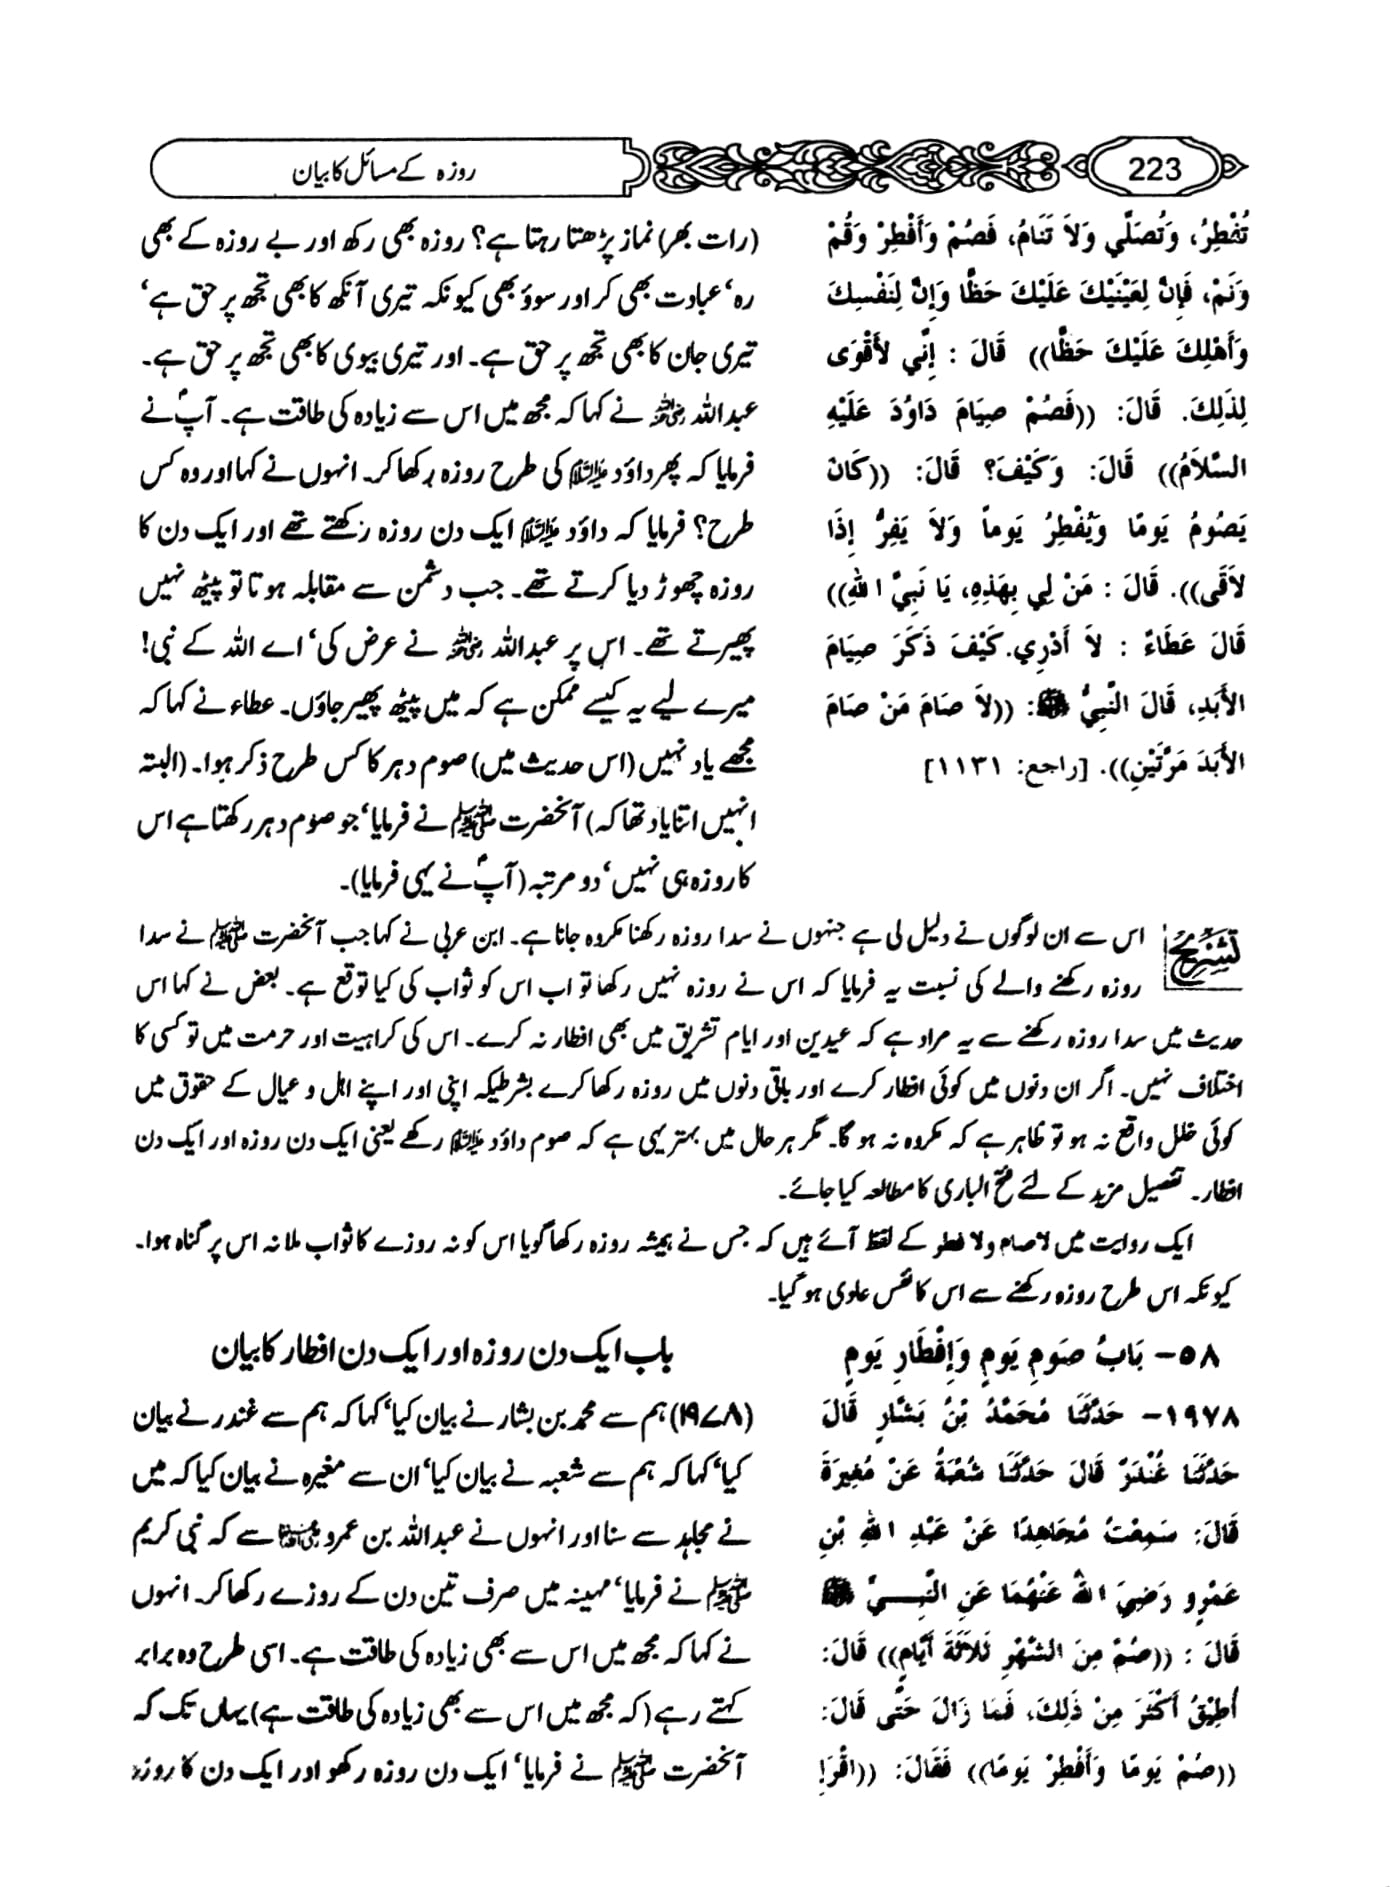 223
روزہ کے مسائل کا بیان
تُفْطِرُ، وَتُصَلِّي وَلاَ تَنَامُ، فَصُمْ وَأَفْطِرْ وَقُمْ
وَنَمْ، فَإِنَّ لِعَيْنَيْكَ عَلَيْكَ حَظًّا وَإِنَّ لِنَفْسِكَ
وَأَهْلِكَ عَلَيْكَ حَظًّا)) قَالَ : إِنِّي لأَقْوَى
لِذَلِكَ. قَالَ: ((فَصُمْ صِيَامَ دَاوُدَ عَلَيْهِ
السَّلاَمُ)) قَالَ: وَكَيْفَ؟ قَالَ: ((كَانَ
يَصُومُ يَومًا وَيُفْطِرُ يَوماً وَلاَ يَفِرُّ إِذَا
لاَقَى)). قَالَ : مَنْ لِي بِهَذِهِ، يَا نَبِيَّ اللهِ))
قَالَ عَطَاءٌ : لاَ أَدْرِي. كَيْفَ ذَكَرَ صِيَامَ
الأَبَدِ، قَالَ النَّبِيُّ ﷺ: ((لاَ صَامَ مَنْ صَامَ
الأَبَدَ مَرَّتَيْنِ)). [راجع: ١١٣١]
(رات بھر) نماز پڑھتا رہتا ہے؟ روزہ بھی رکھ اور بے روزہ کے بھی
رہ‘ عبادت بھی کر اور سوؤ بھی کیونکہ تیری آنکھ کا بھی تجھ پر حق ہے‘
تیری جان کا بھی تجھ پر حق ہے۔ اور تیری بیوی کا بھی تجھ پر حق ہے۔
عبداللہ رضی اللہ عنہ نے کہا کہ مجھ میں اس سے زیادہ کی طاقت ہے۔ آپؐ نے
فرمایا کہ پھر داؤد علیہ السلام کی طرح روزہ رکھا کر۔ انہوں نے کہا اور وہ کس
طرح؟ فرمایا کہ داؤد علیہ السلام ایک دن روزہ رکھتے تھے اور ایک دن کا
روزہ چھوڑ دیا کرتے تھے۔ جب دشمن سے مقابلہ ہوتا تو پیٹھ نہیں
پھیرتے تھے۔ اس پر عبداللہ رضی اللہ عنہ نے عرض کی‘ اے اللہ کے نبی!
میرے لیے یہ کیسے ممکن ہے کہ میں پیٹھ پھیر جاؤں۔ عطاء نے کہا کہ
مجھے یاد نہیں (اس حدیث میں) صوم دہر کا کس طرح ذکر ہوا۔ (البتہ
انہیں اتنا یاد تھا کہ) آنحضرت ﷺ نے فرمایا‘ جو صوم دہر رکھتا ہے اس
کا روزہ ہی نہیں‘ دو مرتبہ (آپؐ نے یہی فرمایا)۔
تشریح
اس سے ان لوگوں نے دلیل لی ہے جنہوں نے سدا روزہ رکھنا مکروہ جانا ہے۔ ابن عربی نے کہا جب آنحضرت ﷺ نے سدا
روزہ رکھنے والے کی نسبت یہ فرمایا کہ اس نے روزہ نہیں رکھا تو اب اس کو ثواب کی کیا توقع ہے۔ بعض نے کہا اس
حدیث میں سدا روزہ رکھنے سے یہ مراد ہے کہ عیدین اور ایام تشریق میں بھی افطار نہ کرے۔ اس کی کراہیت اور حرمت میں تو کسی کا
اختلاف نہیں۔ اگر ان دنوں میں کوئی افطار کرے اور باقی دنوں میں روزہ رکھا کرے بشرطیکہ اپنی اور اپنے اہل و عیال کے حقوق میں
کوئی خلل واقع نہ ہو تو ظاہر ہے کہ مکروہ نہ ہو گا۔ مگر ہر حال میں بہتر یہی ہے کہ صوم داؤد علیہ السلام رکھے یعنی ایک دن روزہ اور ایک دن
افطار۔ تفصیل مزید کے لئے فتح الباری کا مطالعہ کیا جائے۔
ایک روایت میں لا صام ولا فطر کے لفظ آئے ہیں کہ جس نے ہمیشہ روزہ رکھا گویا اس کو نہ روزے کا ثواب ملا نہ اس پر گناہ ہوا۔
کیونکہ اس طرح روزہ رکھنے سے اس کا نفس عادی ہو گیا۔
٥٨– بَابُ صَومِ يَومٍ وَإِفْطَارِ يَومٍ
١٩٧٨– حَدَّثَنَا مُحَمَّدُ بْنُ بَشَّارٍ قَالَ
حَدَّثَنَا غُنْدَرٌ قَالَ حَدَّثَنَا شُعْبَةُ عَنْ مُغِيرَةَ
قَالَ: سَمِعْتُ مُجَاهِدًا عَنْ عَبْدِ اللهِ بْنِ
عَمْرٍو رَضِيَ اللهُ عَنْهُمَا عَنِ النَّبِيِّ ﷺ
قَالَ : ((صُمْ مِنَ الشَّهْرِ ثَلاَثَةَ أَيَّامٍ)) قَالَ:
أُطِيْقُ أَكْثَرَ مِنْ ذَلِكَ، فَمَا زَالَ حَتَّى قَالَ:
((صُمْ يَومًا وَأَفْطِرْ يَومًا)) فَقَالَ: ((اقْرَإِ
باب ایک دن روزہ اور ایک دن افطار کا بیان
(۱۹۷۸) ہم سے محمد بن بشار نے بیان کیا‘ کہا کہ ہم سے غندر نے بیان
کیا‘ کہا کہ ہم سے شعبہ نے بیان کیا‘ ان سے مغیرہ نے بیان کیا کہ میں
نے مجاہد سے سنا اور انہوں نے عبداللہ بن عمرو رضی اللہ عنہما سے کہ نبی کریم
ﷺ نے فرمایا‘ مہینہ میں صرف تین دن کے روزے رکھا کر۔ انہوں
نے کہا کہ مجھ میں اس سے بھی زیادہ کی طاقت ہے۔ اسی طرح وہ برابر
کہتے رہے (کہ مجھ میں اس سے بھی زیادہ کی طاقت ہے) یہاں تک کہ
آنحضرت ﷺ نے فرمایا‘ ایک دن روزہ رکھو اور ایک دن کا روزہ